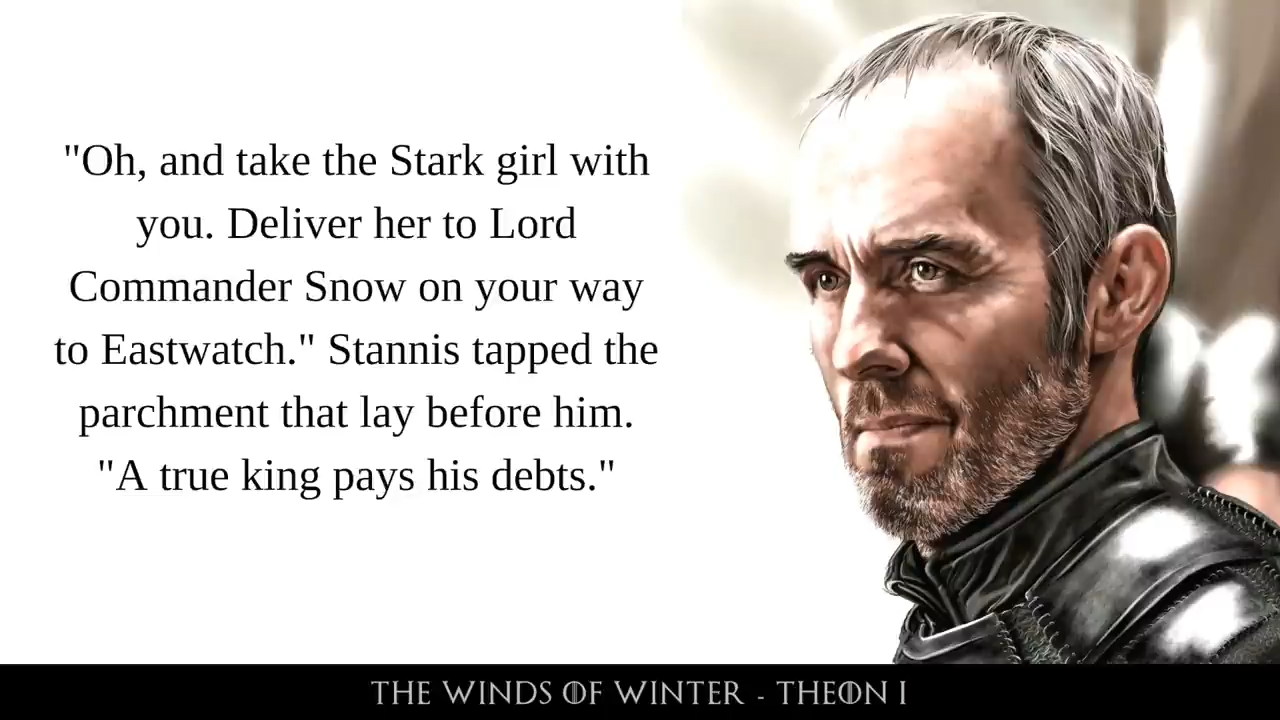 "Oh, and take the Stark girl with
you. Deliver her to Lord
Commander Snow on your way
to Eastwatch." Stannis tapped the
parchment that lay before him.
"A true king pays his debts."
THE WINDS OF WINTER - THEON I